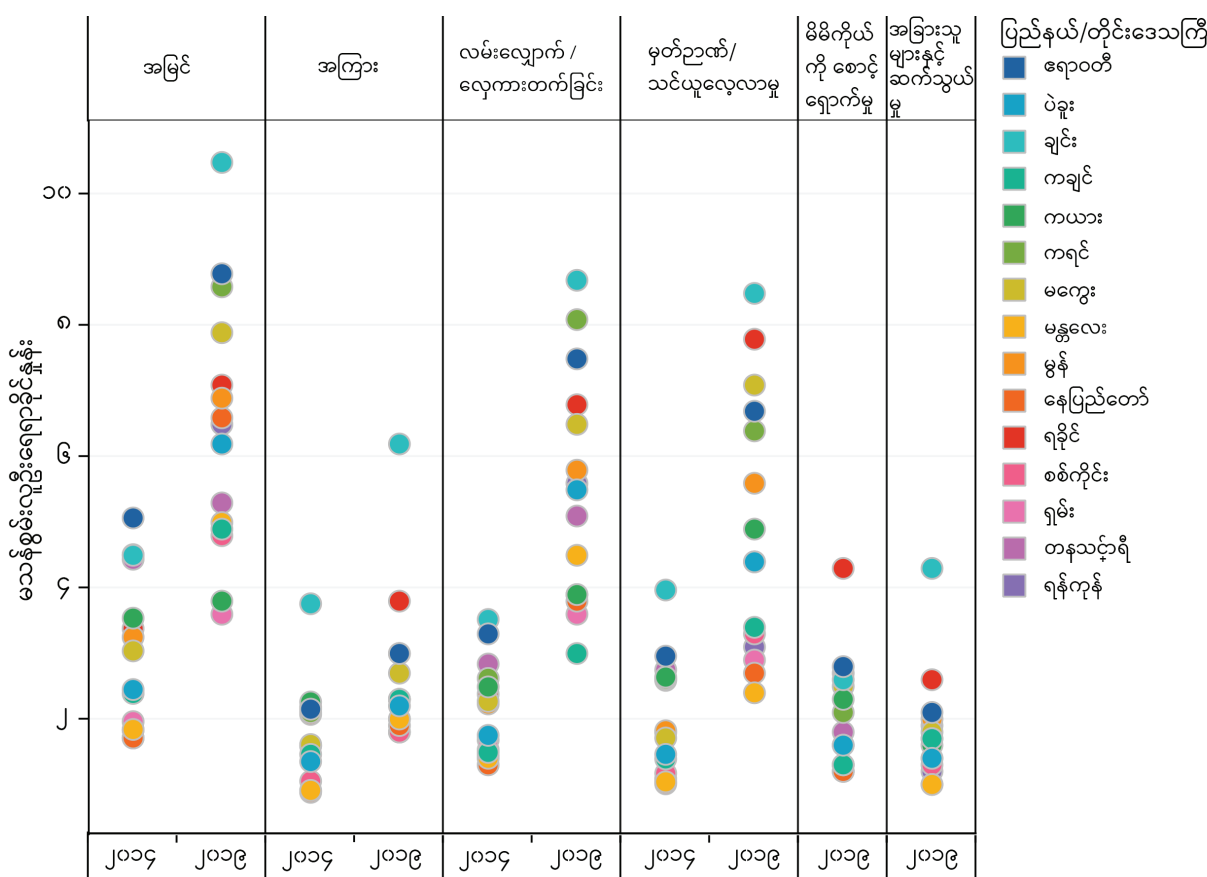 အမြင်
အကြား
လမ်းလျှောက် /
လှေကားတက်ခြင်း
မှတ်ဉာဏ်/
သင်ယူလေ့လာမှု
မိမိကိုယ်
ကို စောင့်
ရှောက်မှု
အခြားသူ
များနှင့်
ဆက်သွယ်
မှု
ပြည်နယ်/တိုင်းဒေသကြီ
ဧရာဝတီ
ပဲခူး
ချင်း
ကချင်
ကယား
ကရင်
မကွေး
မန္တလေး
မွန်
နေပြည်တော်
ရခိုင်
စစ်ကိုင်း
ရှမ်း
တနင်္သာရီ
ရန်ကုန်
မသန်စွမ်းလူဦးရေရာခိုင်နှုန်း
၁၀
၈
၆
၄
၂
၂၀၁၄
၂၀၁၉
၂၀၁၄
၂၀၁၉
၂၀၁၄
၂၀၁၉
၂၀၁၄
၂၀၁၉
၂၀၁၉
၂၀၁၉